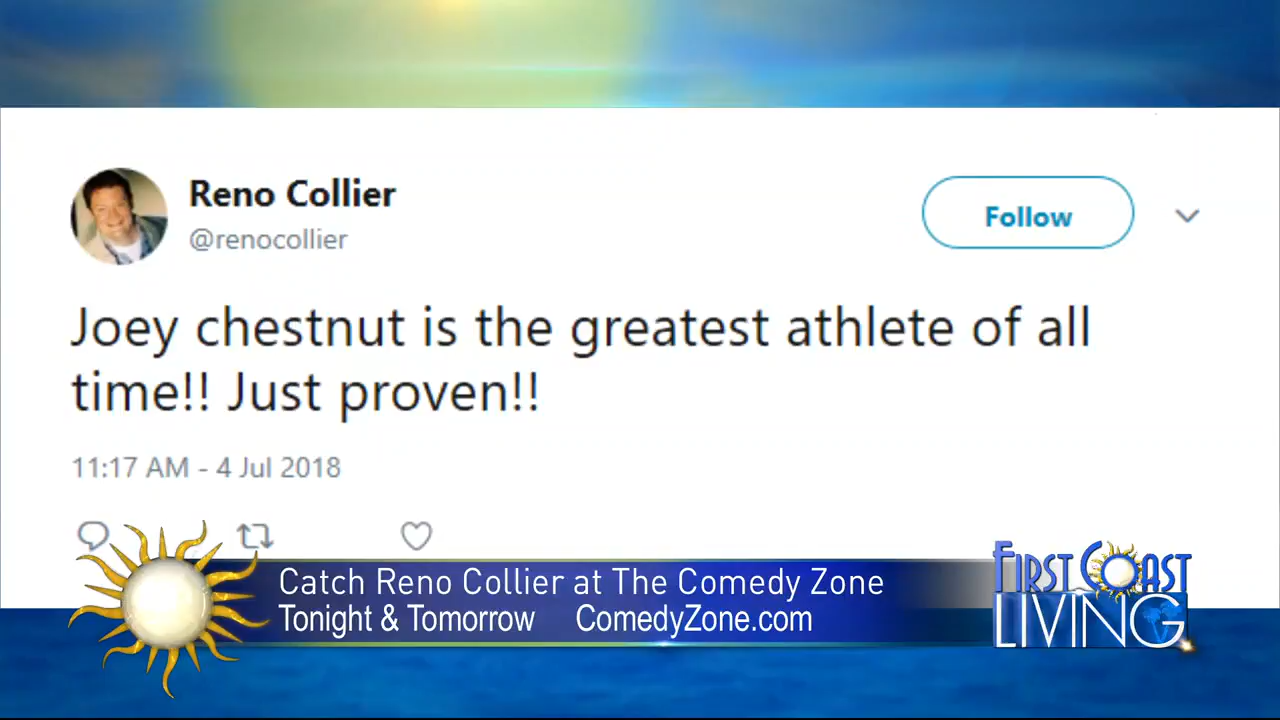 Reno Collier
@renocollier
Follow
Joey chestnut is the greatest athlete of all
time!! Just proven!!
11:17 AM - 4 Jul 2018
Catch Reno Collier at The Comedy Zone
Tonight & Tomorrow ComedyZone.com
FIRST COAST
LIVING